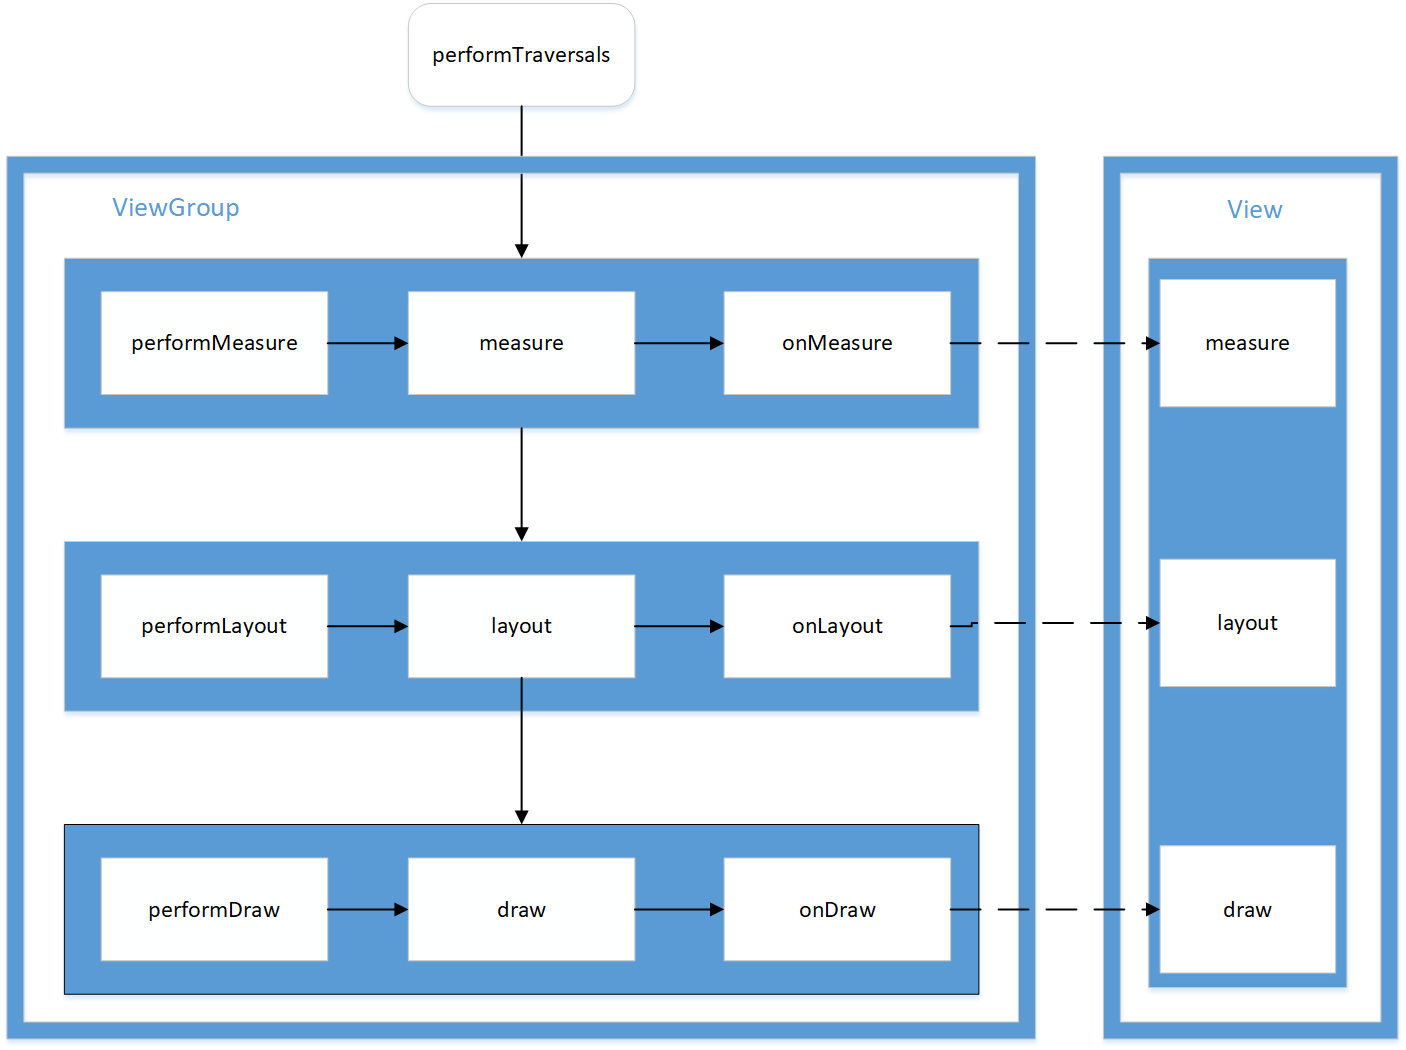 performTraversals
ViewGroup
View
performMeasure
measure
onMeasure
measure
performLayout
layout
onLayout
layout
performDraw
draw
onDraw
draw